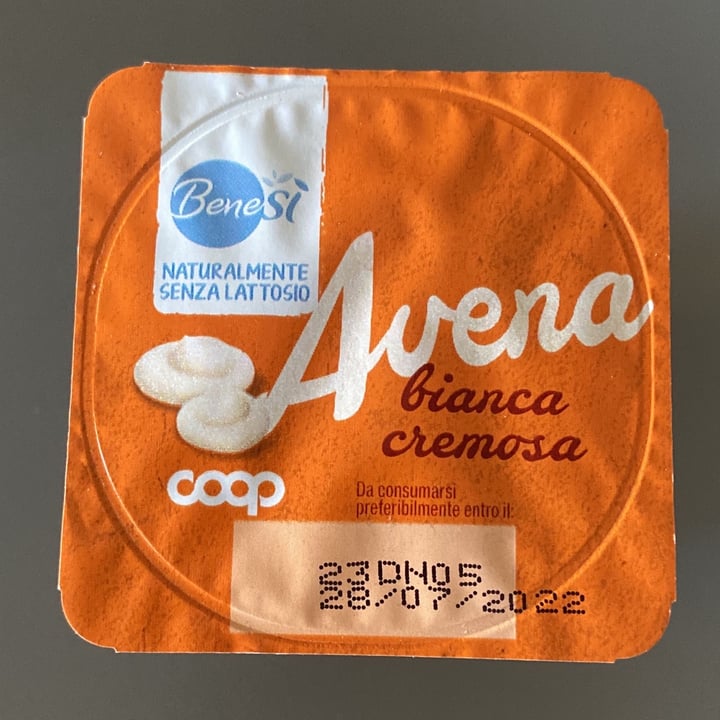 BeneSì
NATURALMENTE
SENZA LATTOSIO
Avena
bianca
cremosa
coop
Da consumarsi
preferibilmente entro il:
23DN05
28/07/2022